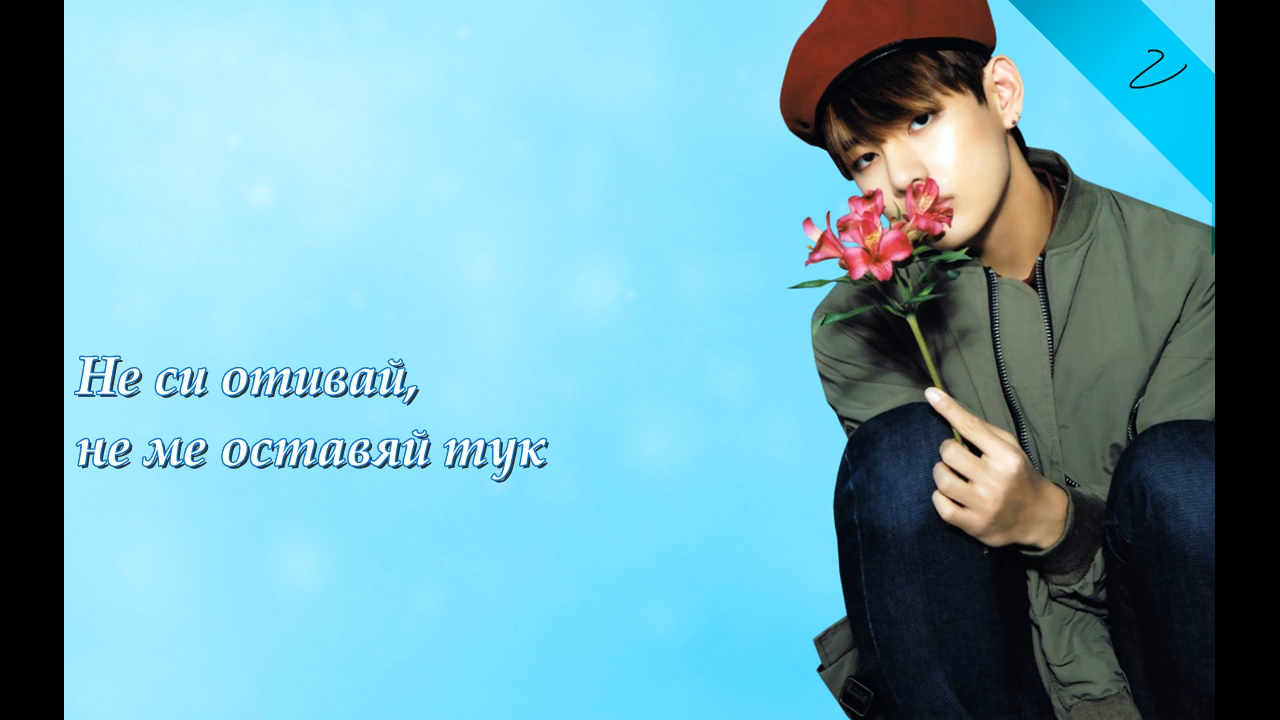 Не си отивай,
не ме оставяй тук
V